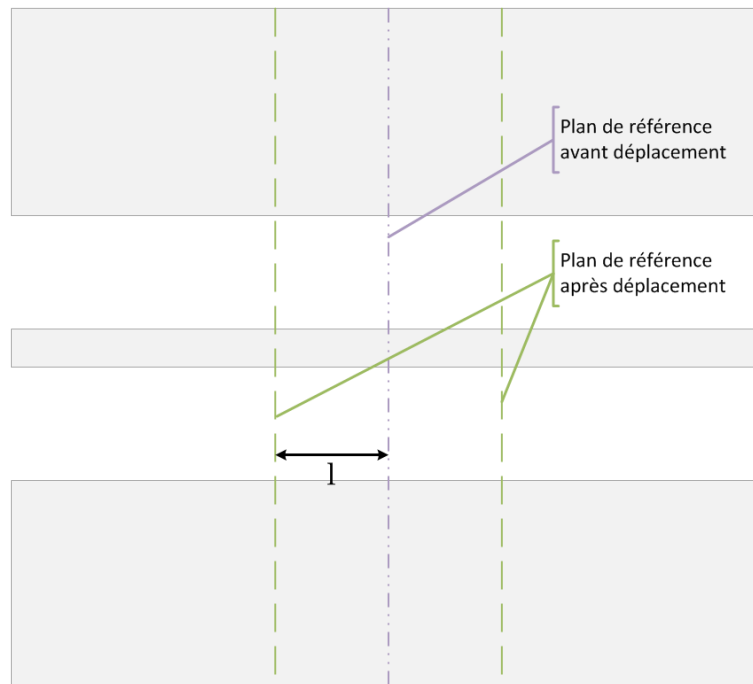 Plan de référence
avant déplacement
Plan de référence
après déplacement
l